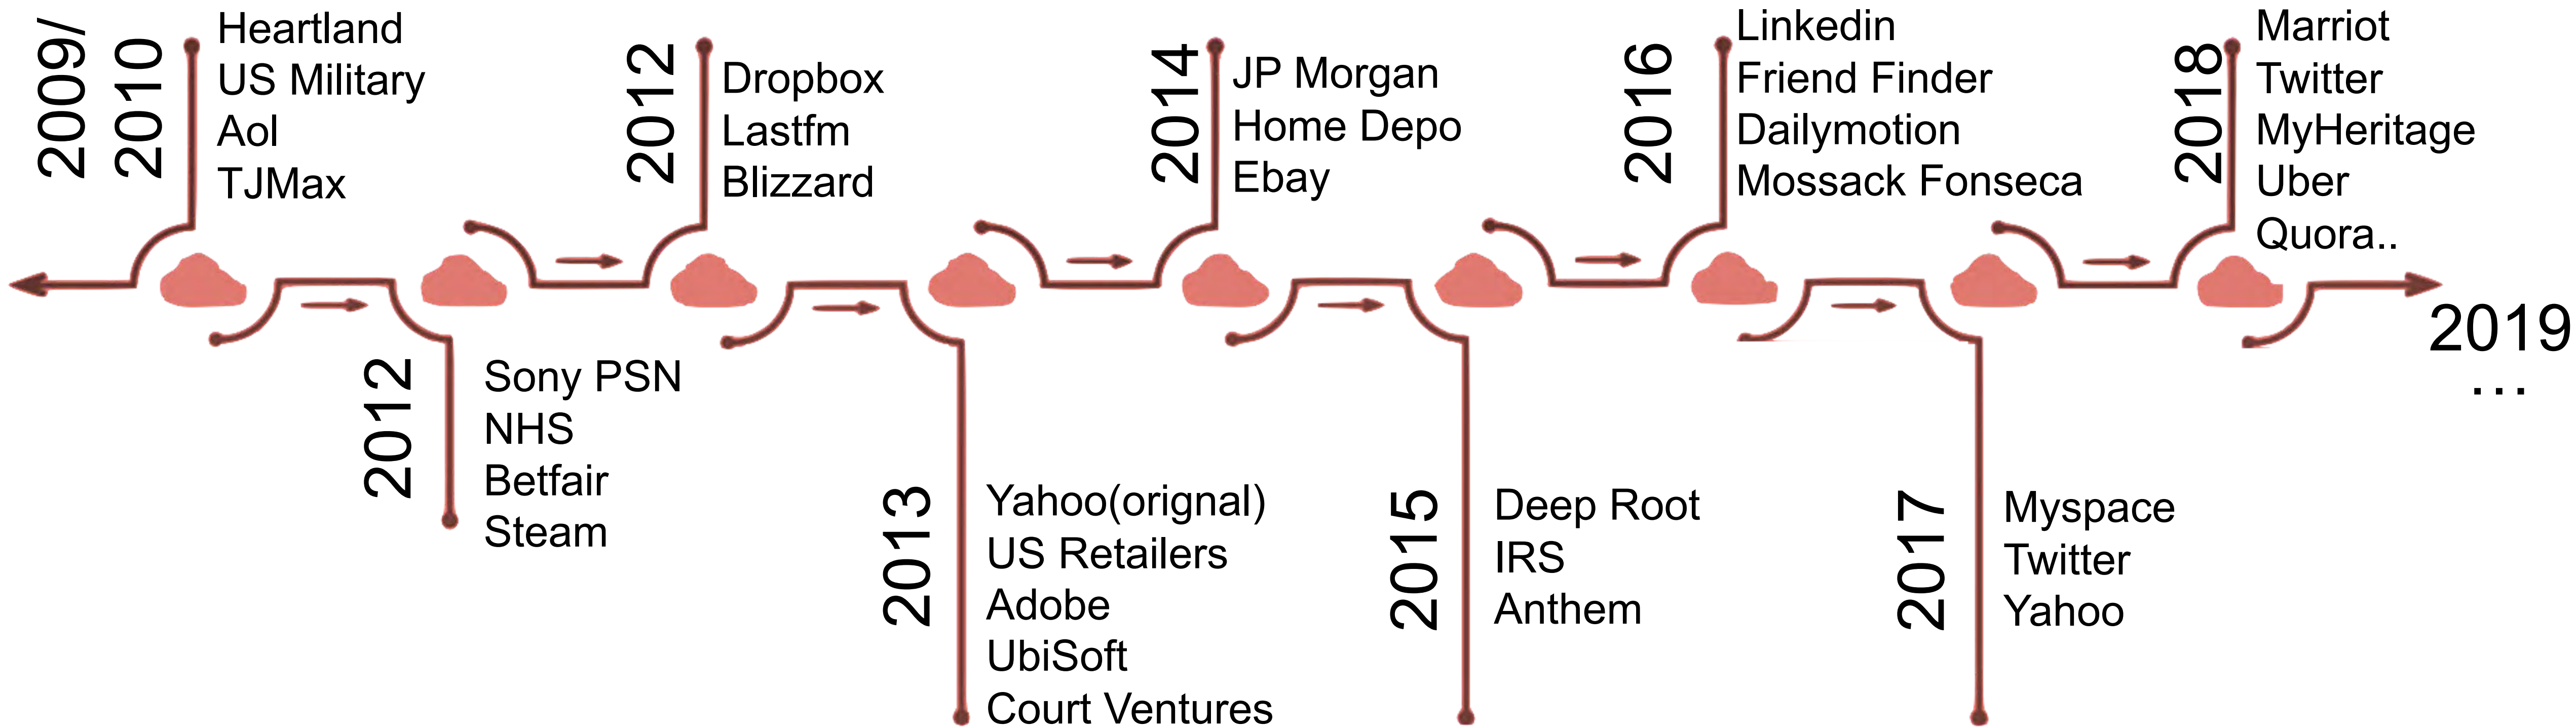 2009/
2010
Heartland
US Military
Aol
TJMax
2012
Sony PSN
NHS
Betfair
Steam
2012
Dropbox
Lastfm
Blizzard
2013
Yahoo(orignal)
US Retailers
Adobe
UbiSoft
Court Ventures
2014
JP Morgan
Home Depo
Ebay
2015
Deep Root
IRS
Anthem
2016
Linkedin
Friend Finder
Dailymotion
Mossack Fonseca
2017
Myspace
Twitter
Yahoo
2018
Marriot
Twitter
MyHeritage
Uber
Quora..
2019
...